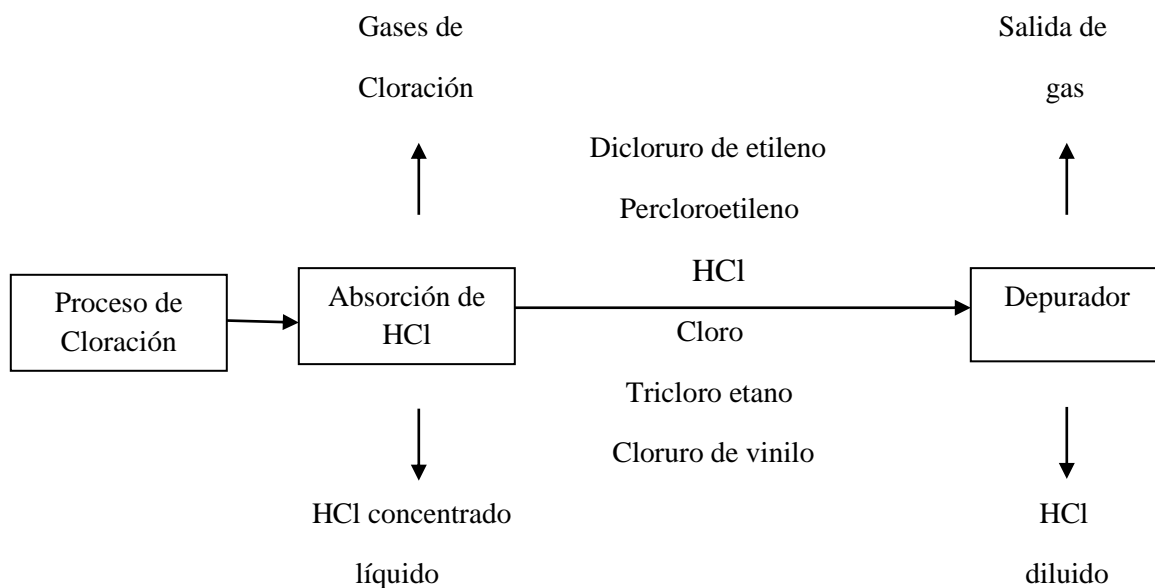 Gases de
Cloración
Salida de
gas
Dicloruro de etileno
Percloroetileno
HCl
Proceso de
Cloración
Absorción de
HCl
Depurador
Cloro
Tricloro etano
Cloruro de vinilo
HCl concentrado
líquido
HCl
diluido